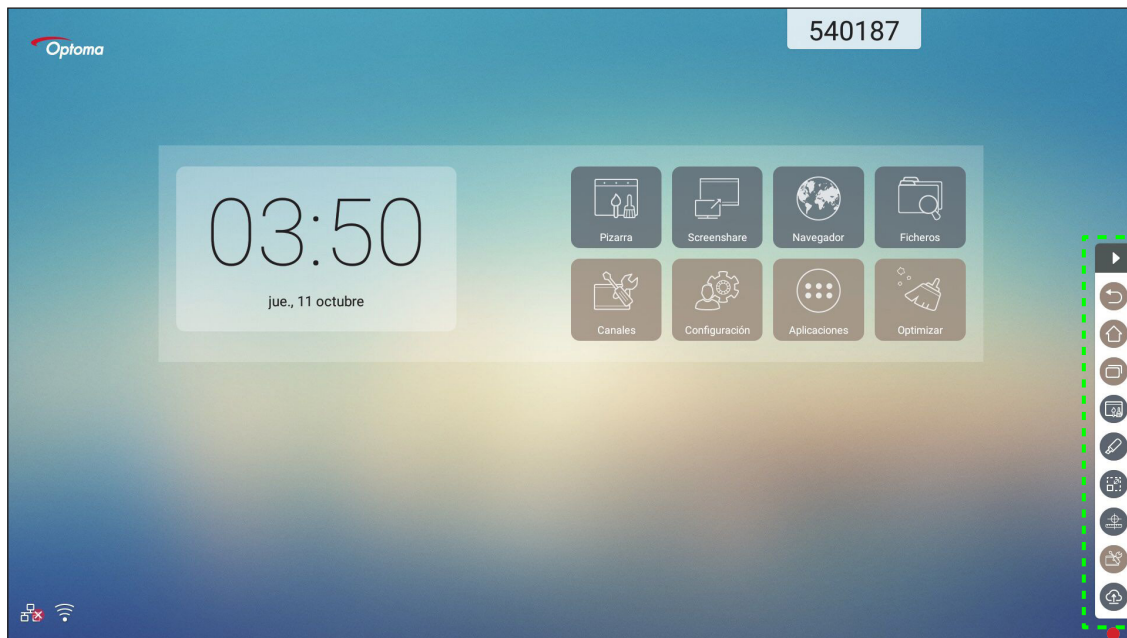 Optoma
540187
03:50
jue., 11 octubre
Pizarra
Screenshare
Navegador
Ficheros
Canales
Configuración
Aplicaciones
Optimizar